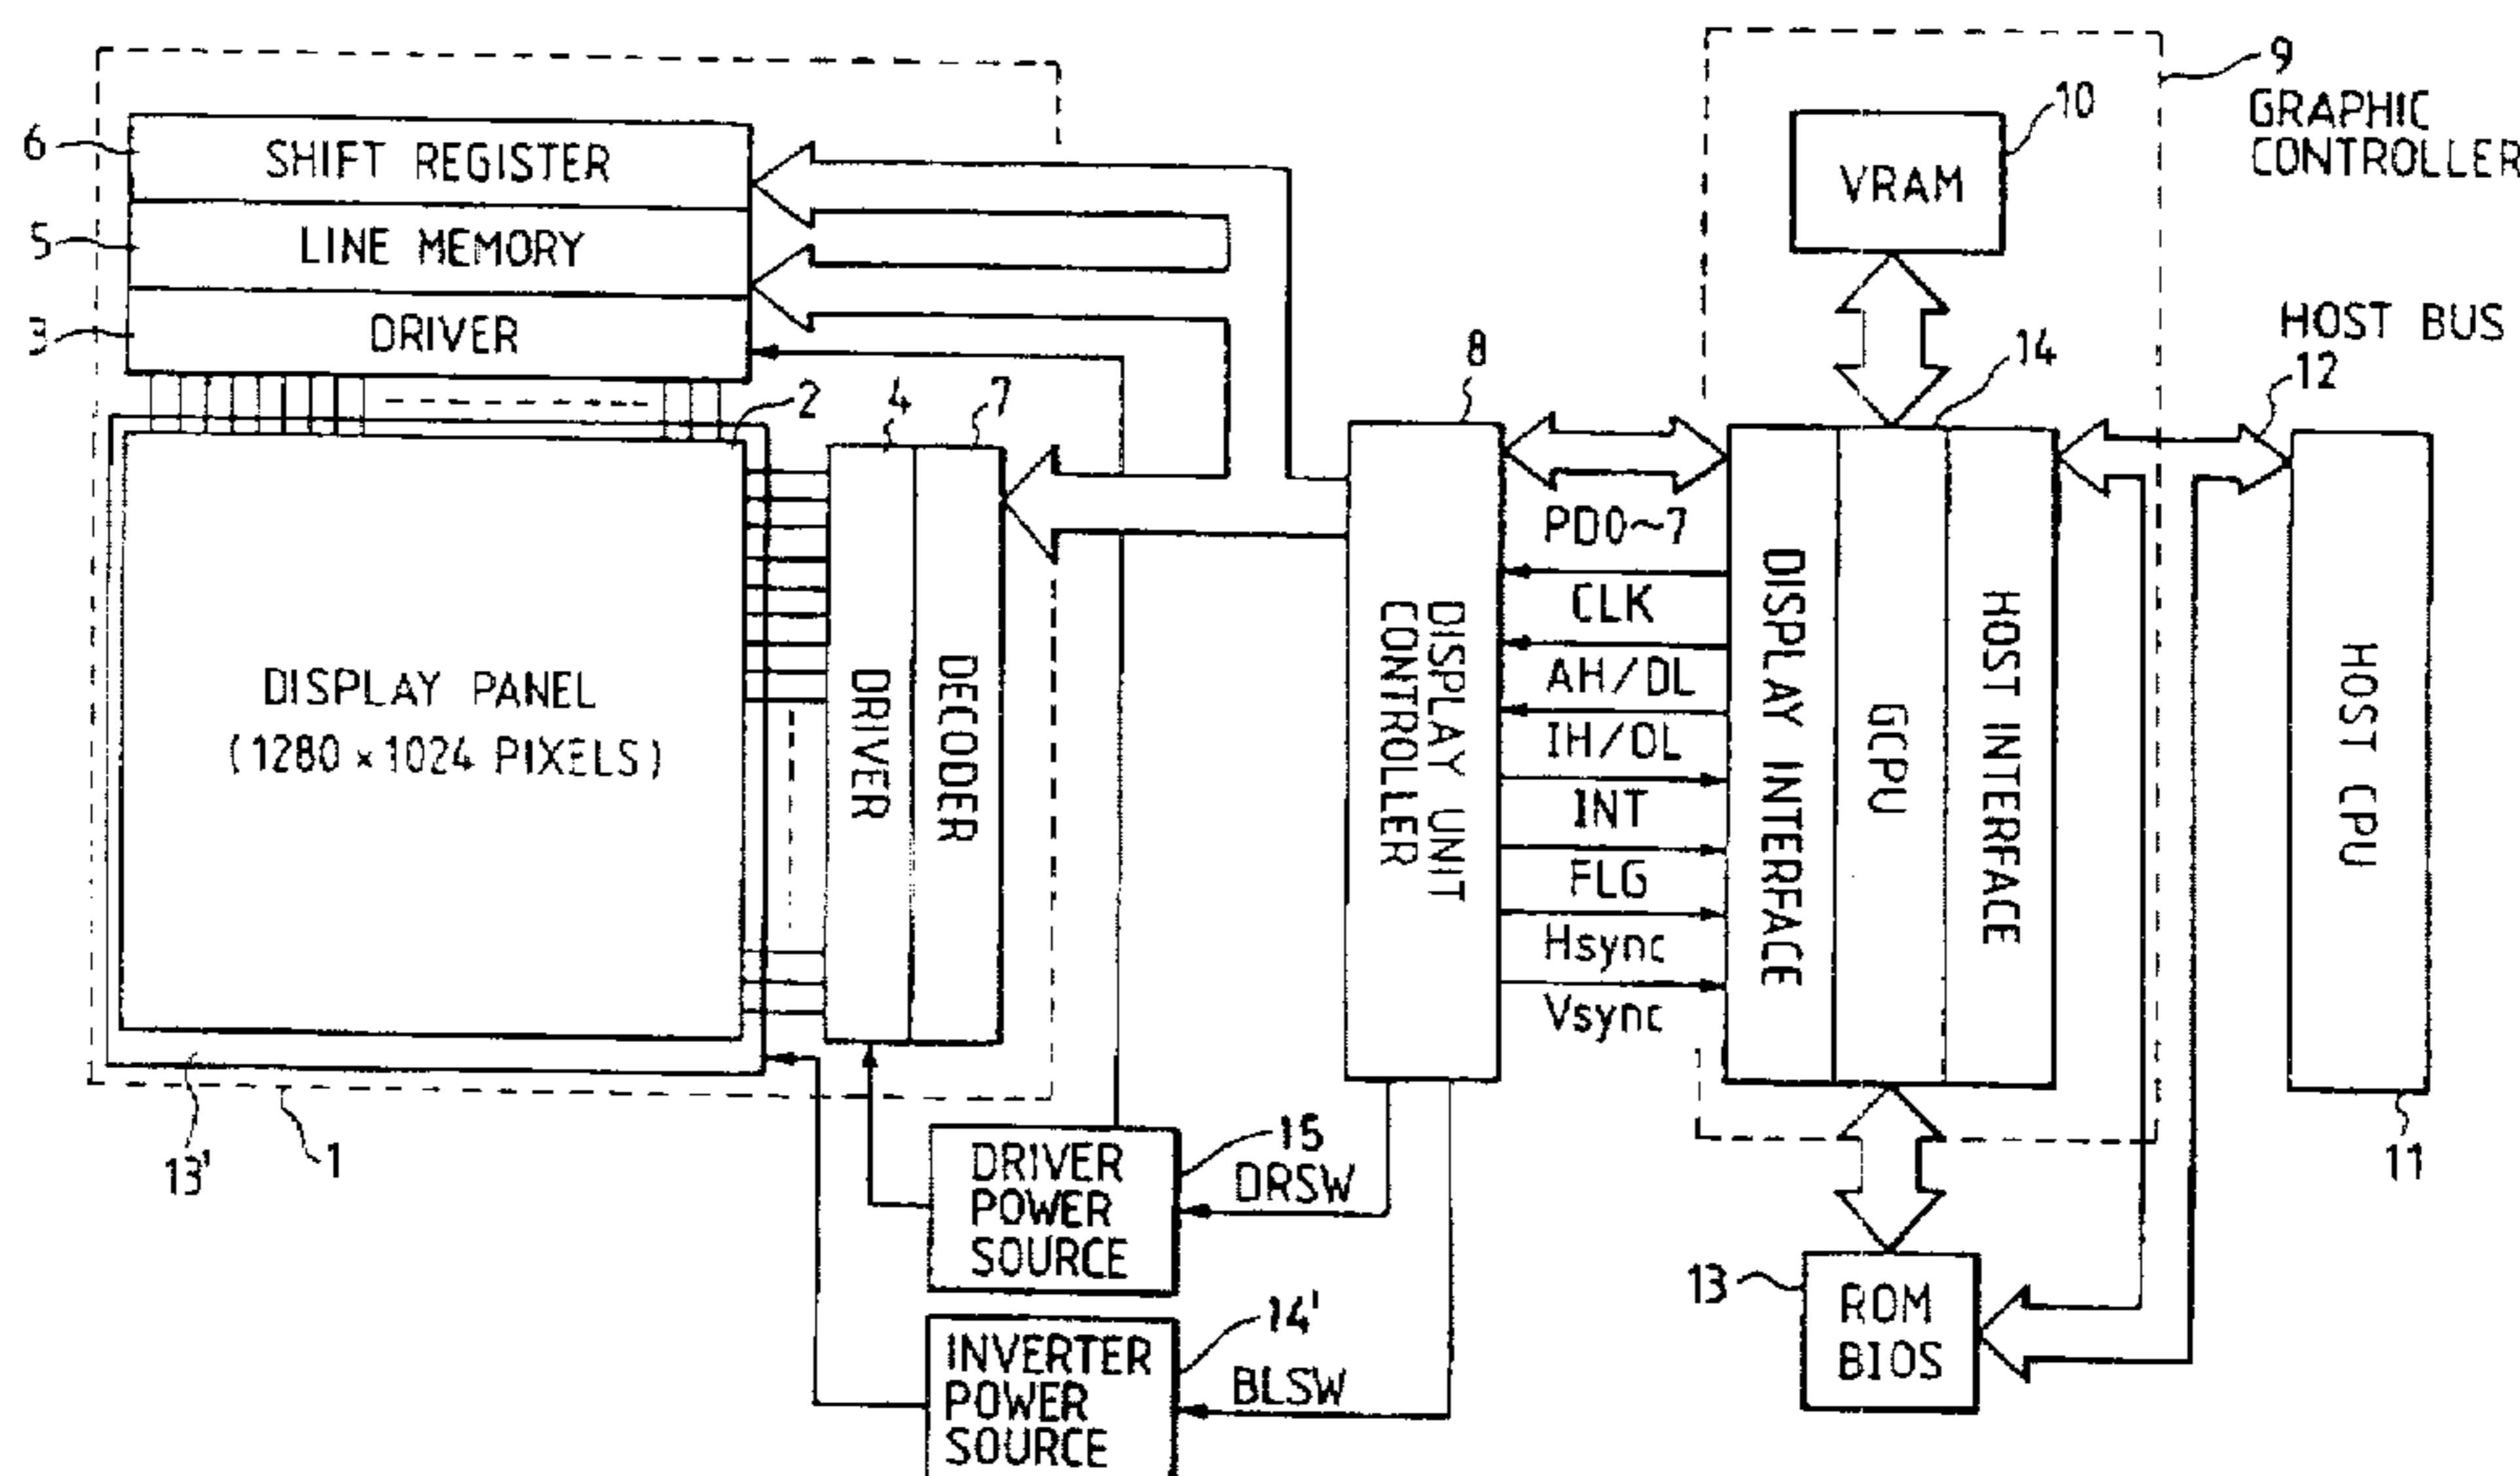 9
GRAPHIC
CONTROLLER
10
VRAM
6
SHIFT REGISTER
5
LINE MEMORY
3
DRIVER
HOST BUS
12
8
14
2
4
7
PD0~7
CLK
AH/DL
IH/DL
INT
FLG
Hsync
Vsync
DISPLAY PANEL
(1280 x 1024 PIXELS)
DRIVER
DECODER
DISPLAY UNIT
CONTROLLER
DISPLAY INTERFACE
GCPU
HOST INTERFACE
HOST CPU
13'
1
11
DRIVER
POWER
SOURCE
15
DRSW
INVERTER
POWER
SOURCE
14'
BLSW
13
ROM
BIOS